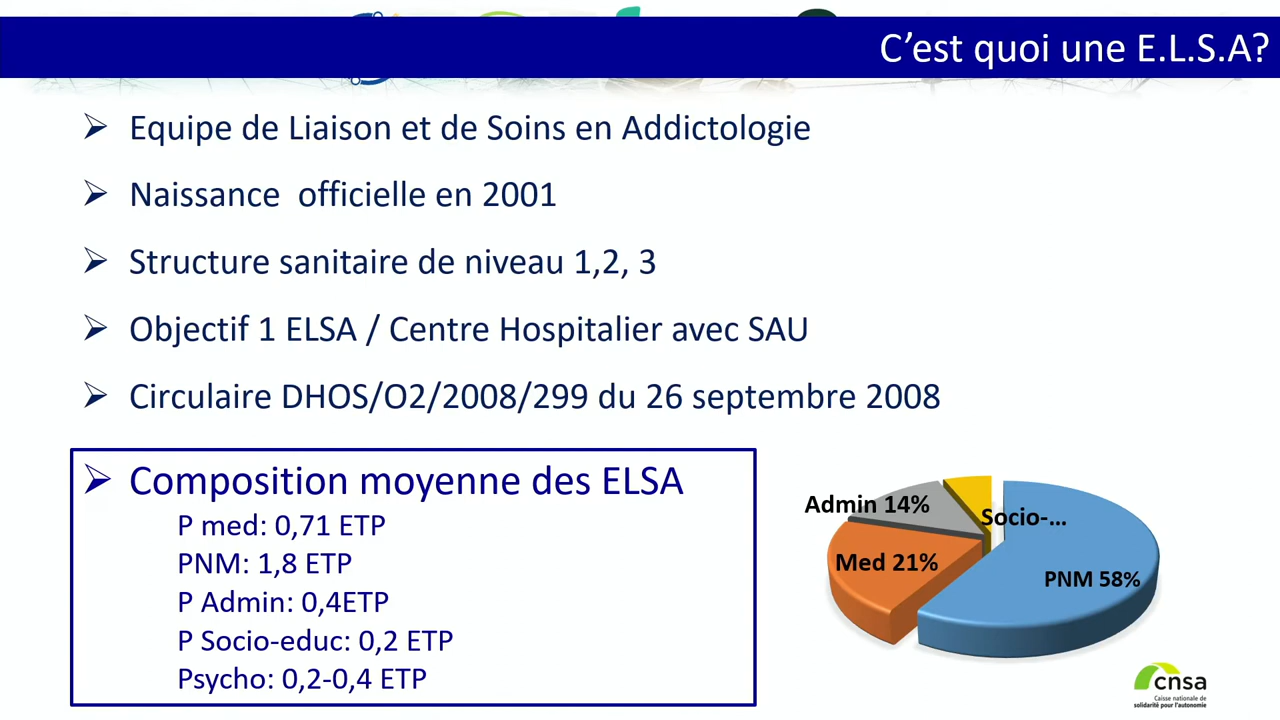 C’est quoi une E.L.S.A?
Equipe de Liaison et de Soins en Addictologie
Naissance officielle en 2001
Structure sanitaire de niveau 1,2, 3
Objectif 1 ELSA / Centre Hospitalier avec SAU
Circulaire DHOS/O2/2008/299 du 26 septembre 2008
Composition moyenne des ELSA
P med: 0,71 ETP
PNM: 1,8 ETP
P Admin: 0,4ETP
P Socio-educ: 0,2 ETP
Psycho: 0,2-0,4 ETP
Admin 14%
Socio-...
Med 21%
PNM 58%
cnsa
Caisse nationale de
solidarité pour l'autonomie